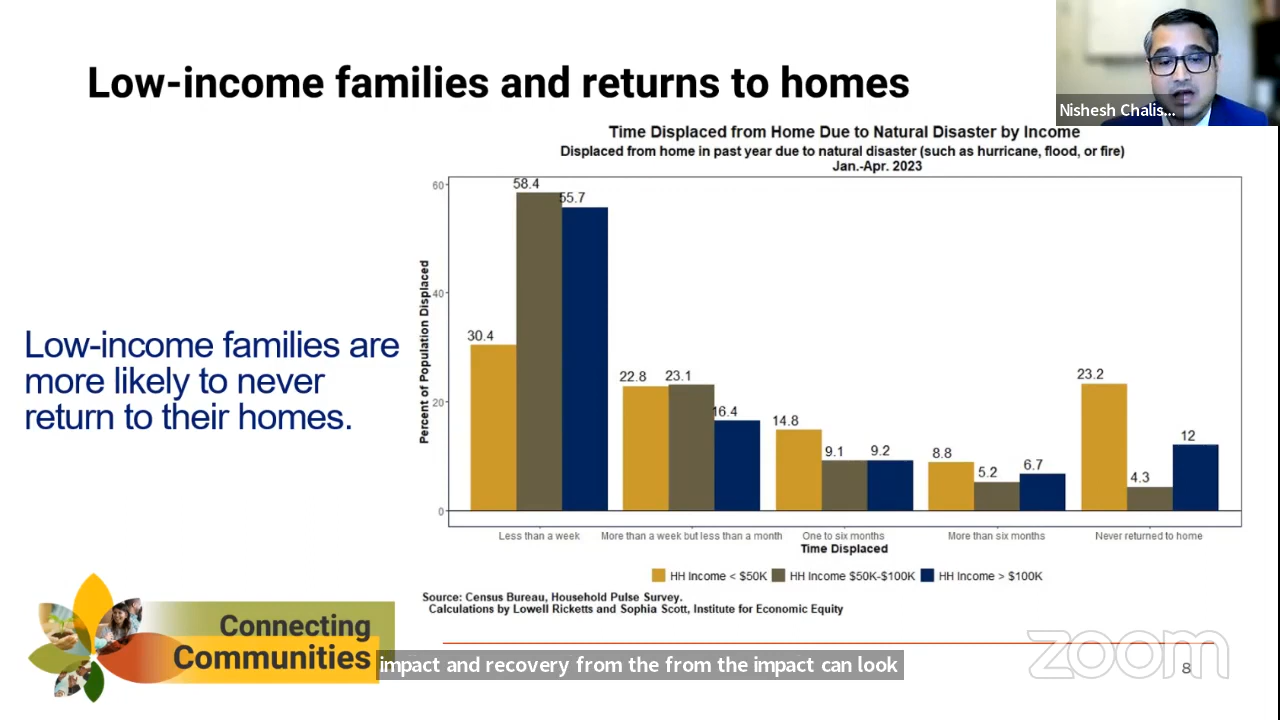 Low-income families and returns to homes
Nishesh Chalis...
Time Displaced from Home Due to Natural Disaster by Income
Displaced from home in past year due to natural disaster (such as hurricane, flood, or fire)
Jan.-Apr. 2023
Low-income families are
more likely to never
return to their homes.
Percent of Population Displaced
60
40
20
0
30.4
58.4
55.7
22.8
23.1
16.4
14.8
9.1
9.2
8.8
5.2
6.7
23.2
4.3
12
Less than a week
More than a week but less than a month
One to six months
More than six months
Never returned to home
Time Displaced
HH Income < $50K
HH Income $50K-$100K
HH Income > $100K
Source: Census Bureau, Household Pulse Survey.
Calculations by Lowell Ricketts and Sophia Scott, Institute for Economic Equity
Connecting
Communities
impact and recovery from the from the impact can look
zoom
8